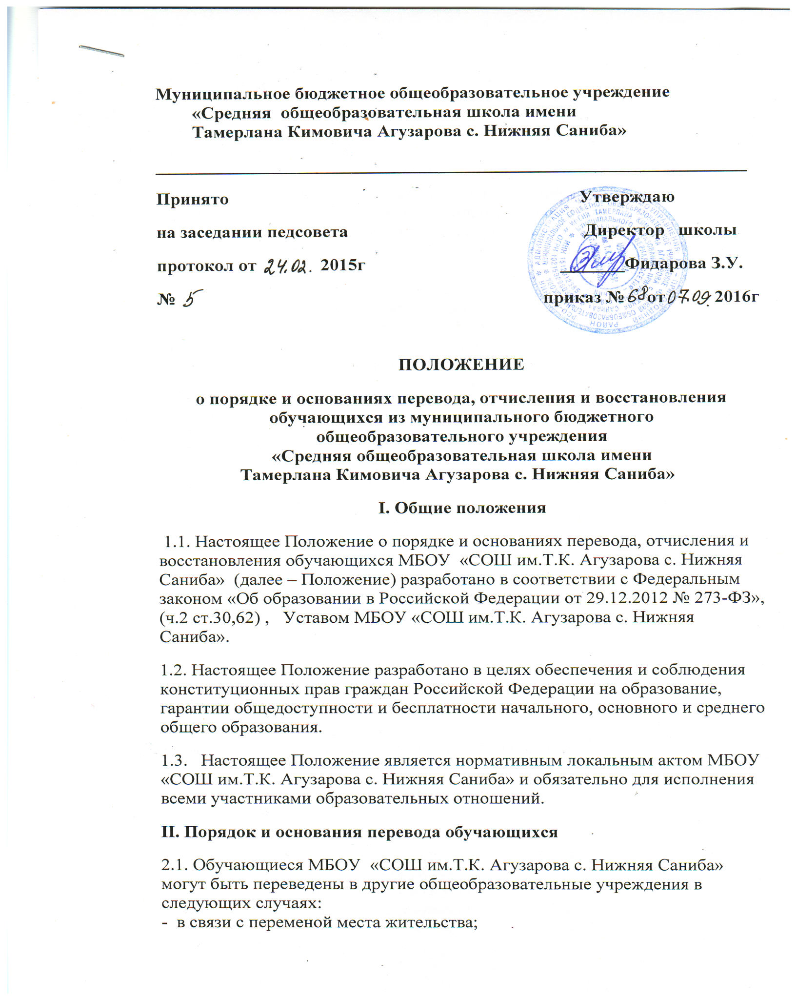 Муниципальное бюджетное общеобразовательное учреждение
«Средняя общеобразовательная школа имени
Тамерлана Кимовича Агузарова с. Нижняя Саниба»
Принято
Утверждаю
на заседании педсовета
Директор школы
протокол от 24.02. 2015г
Фидарова З.У.
№ 5
приказ № 68 от 07.09. 2016г
ПОЛОЖЕНИЕ
о порядке и основаниях перевода, отчисления и восстановления
обучающихся из муниципального бюджетного
общеобразовательного учреждения
«Средняя общеобразовательная школа имени
Тамерлана Кимовича Агузарова с. Нижняя Саниба»
I. Общие положения
1.1. Настоящее Положение о порядке и основаниях перевода, отчисления и
восстановления обучающихся МБОУ «СОШ им.Т.К. Агузарова с. Нижняя
Саниба» (далее – Положение) разработано в соответствии с Федеральным
законом «Об образовании в Российской Федерации от 29.12.2012 № 273-ФЗ»,
(ч.2 ст.30,62) , Уставом МБОУ «СОШ им.Т.К. Агузарова с. Нижняя
Саниба».
1.2. Настоящее Положение разработано в целях обеспечения и соблюдения
конституционных прав граждан Российской Федерации на образование,
гарантии общедоступности и бесплатности начального, основного и среднего
общего образования.
1.3. Настоящее Положение является нормативным локальным актом МБОУ
«СОШ им.Т.К. Агузарова с. Нижняя Саниба» и обязательно для исполнения
всеми участниками образовательных отношений.
II. Порядок и основания перевода обучающихся
2.1. Обучающиеся МБОУ «СОШ им.Т.К. Агузарова с. Нижняя Саниба»
могут быть переведены в другие общеобразовательные учреждения в
следующих случаях:
- в связи с переменой места жительства;